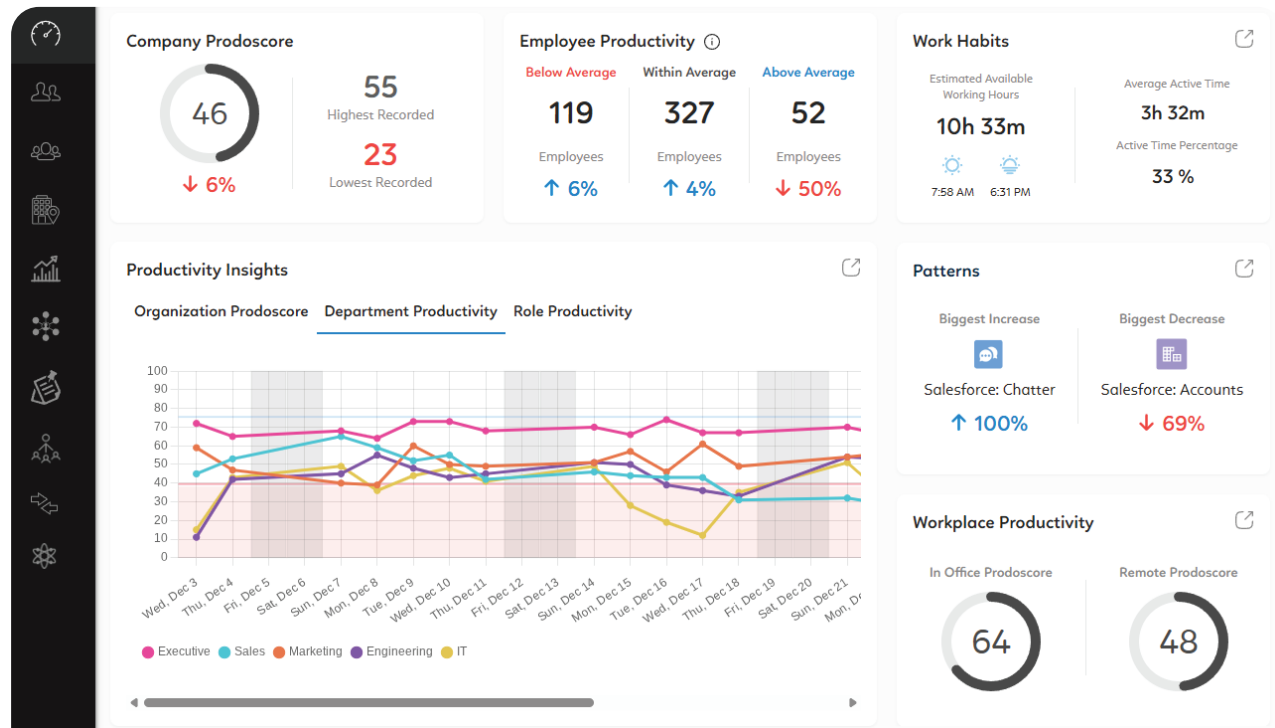 Company Prodoscore
46
↓ 6%
55
Highest Recorded
23
Lowest Recorded
Employee Productivity
Below Average
119
Employees
↑ 6%
Within Average
327
Employees
↑ 4%
Above Average
52
Employees
↓ 50%
Work Habits
Estimated Available
Working Hours
10h 33m
7:58 AM 6:31 PM
Average Active Time
3h 32m
Active Time Percentage
33 %
Productivity Insights
Organization Prodoscore Department Productivity Role Productivity
100
90
80
70
60
50
40
30
20
10
0
Wed, Dec 3
Thu, Dec 4
Fri, Dec 5
Sat, Dec 6
Sun, Dec 7
Mon, Dec 8
Tue, Dec 9
Wed, Dec 10
Thu, Dec 11
Fri, Dec 12
Sat, Dec 13
Sun, Dec 14
Mon, Dec 15
Tue, Dec 16
Wed, Dec 17
Thu, Dec 18
Fri, Dec 19
Sat, Dec 20
Sun, Dec 21
Mon, D
Executive Sales Marketing Engineering IT
Patterns
Biggest Increase
Salesforce: Chatter
↑ 100%
Biggest Decrease
Salesforce: Accounts
↓ 69%
Workplace Productivity
In Office Prodoscore
64
Remote Prodoscore
48